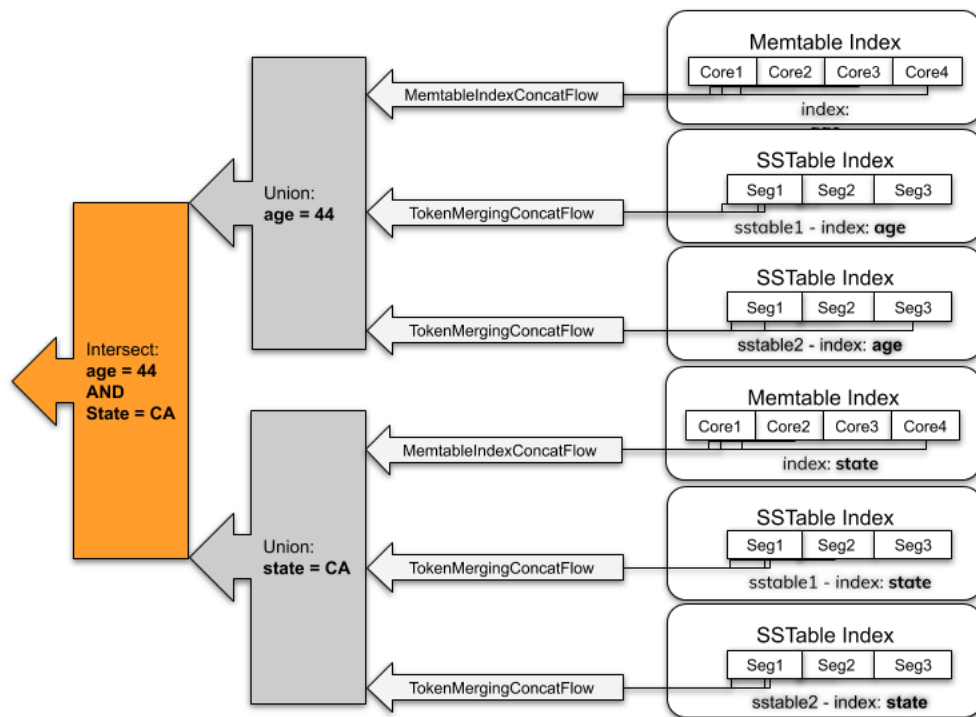 Memtable Index
Core1 Core2 Core3 Core4
index:
MemtableIndexConcatFlow
SSTable Index
Seg1 Seg2 Seg3
sstable1 - index: age
TokenMergingConcatFlow
Union:
age = 44
SSTable Index
Seg1 Seg2 Seg3
sstable2 - index: age
TokenMergingConcatFlow
Intersect:
age = 44
AND
State = CA
Memtable Index
Core1 Core2 Core3 Core4
index: state
MemtableIndexConcatFlow
SSTable Index
Seg1 Seg2 Seg3
sstable1 - index: state
TokenMergingConcatFlow
Union:
state = CA
SSTable Index
Seg1 Seg2 Seg3
sstable2 - index: state
TokenMergingConcatFlow